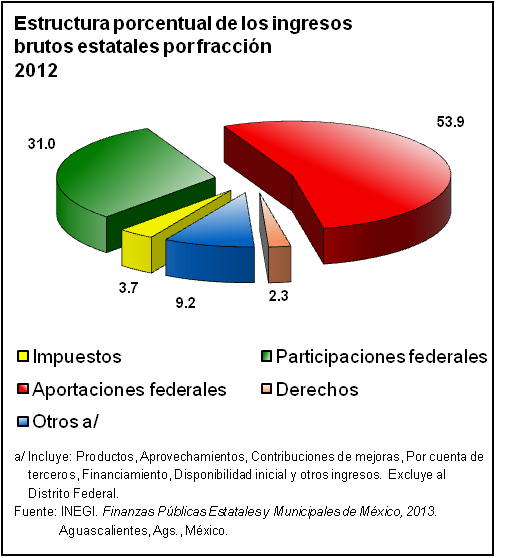 Estructura porcentual de los ingresos
brutos estatales por fracción
2012
53.9
31.0
3.7
9.2
2.3
Impuestos
Participaciones federales
Aportaciones federales
Derechos
Otros a/
a/ Incluye: Productos, Aprovechamientos, Contribuciones de mejoras, Por cuenta de
terceros, Financiamiento, Disponibilidad inicial y otros ingresos. Excluye al
Distrito Federal.
Fuente: INEGI. Finanzas Públicas Estatales y Municipales de México, 2013.
Aguascalientes, Ags., México.